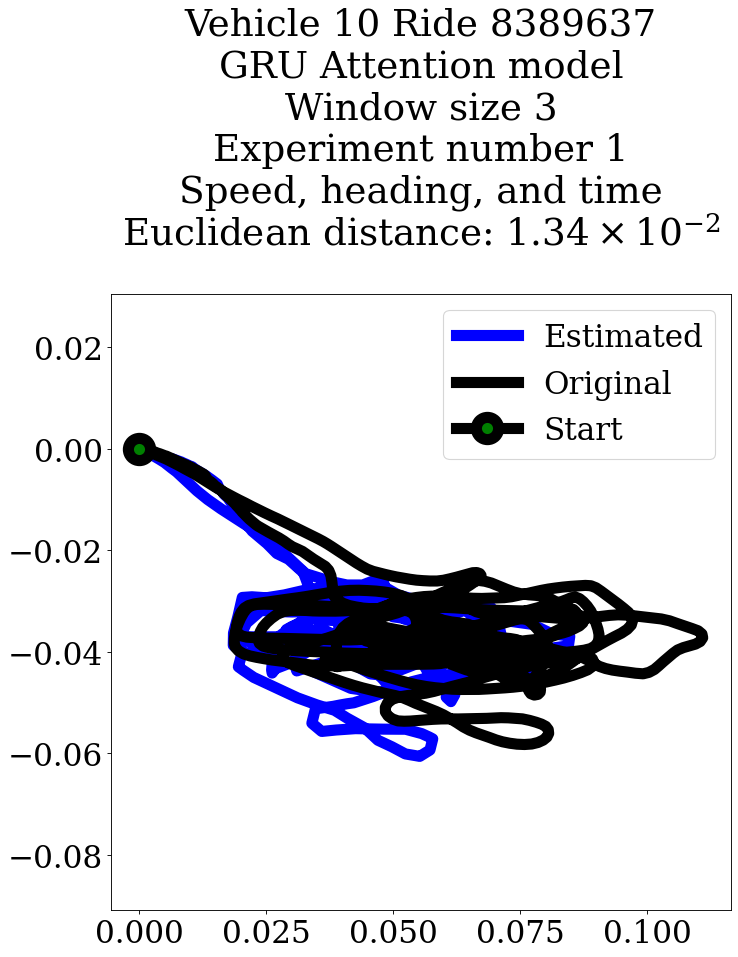 Vehicle 10 Ride 8389637
GRU Attention model
Window size 3
Experiment number 1
Speed, heading, and time
Euclidean distance: 1.34 × 10⁻²
Estimated
Original
Start
0.02
0.00
−0.02
−0.04
−0.06
−0.08
0.000 0.025 0.050 0.075 0.100